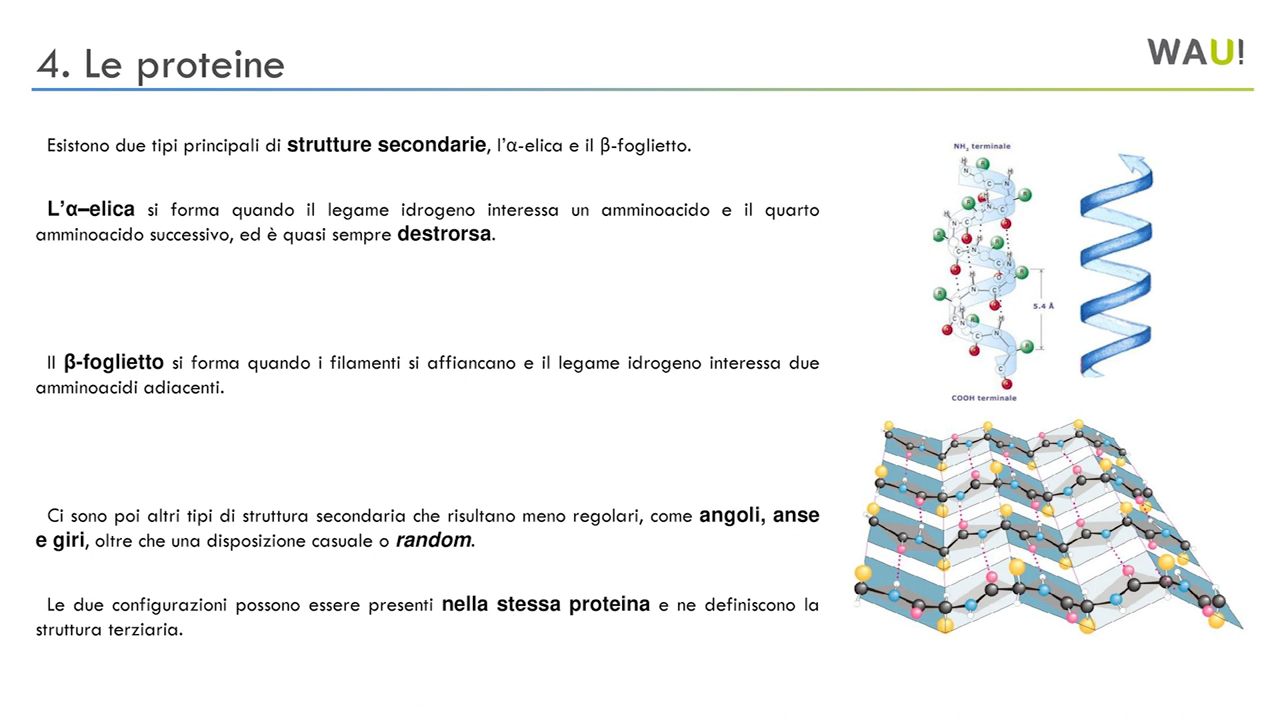 4. Le proteine
WAU!
Esistono due tipi principali di strutture secondarie, l'α-elica e il β-foglietto.
L'α–elica si forma quando il legame idrogeno interessa un amminoacido e il quarto
amminoacido successivo, ed è quasi sempre destrorsa.
Il β-foglietto si forma quando i filamenti si affiancano e il legame idrogeno interessa due
amminoacidi adiacenti.
Ci sono poi altri tipi di struttura secondaria che risultano meno regolari, come angoli, anse
e giri, oltre che una disposizione casuale o random.
Le due configurazioni possono essere presenti nella stessa proteina e ne definiscono la
struttura terziaria.
NH₂ terminale
5.4 Å
COOH terminale